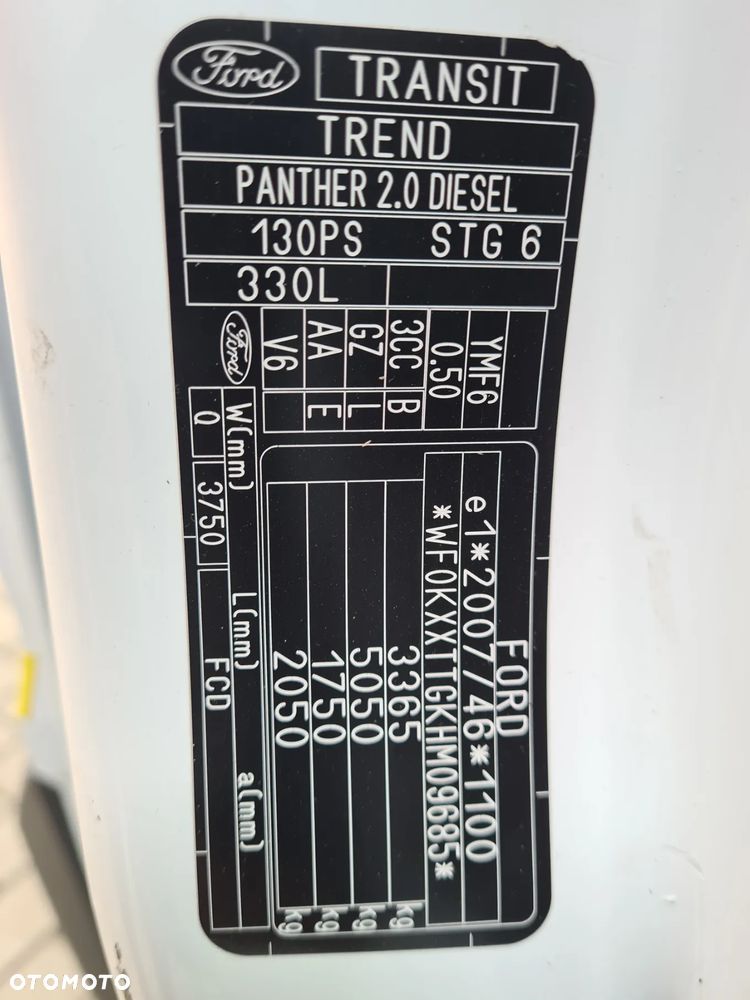 Ford
TRANSIT
TREND
PANTHER 2.0 DIESEL
130PS STG 6
330L
YMF6
0.50
3CC B
GZ L
AA E
V6
Ford
FORD
e1*2007/46*1100
*WF0KXXTTGKHM09685*
3365 kg
5050 kg
1750 kg
2050 kg
W(mm) L(mm) a(mm)
Q 3750 FCD
OTOMOTO